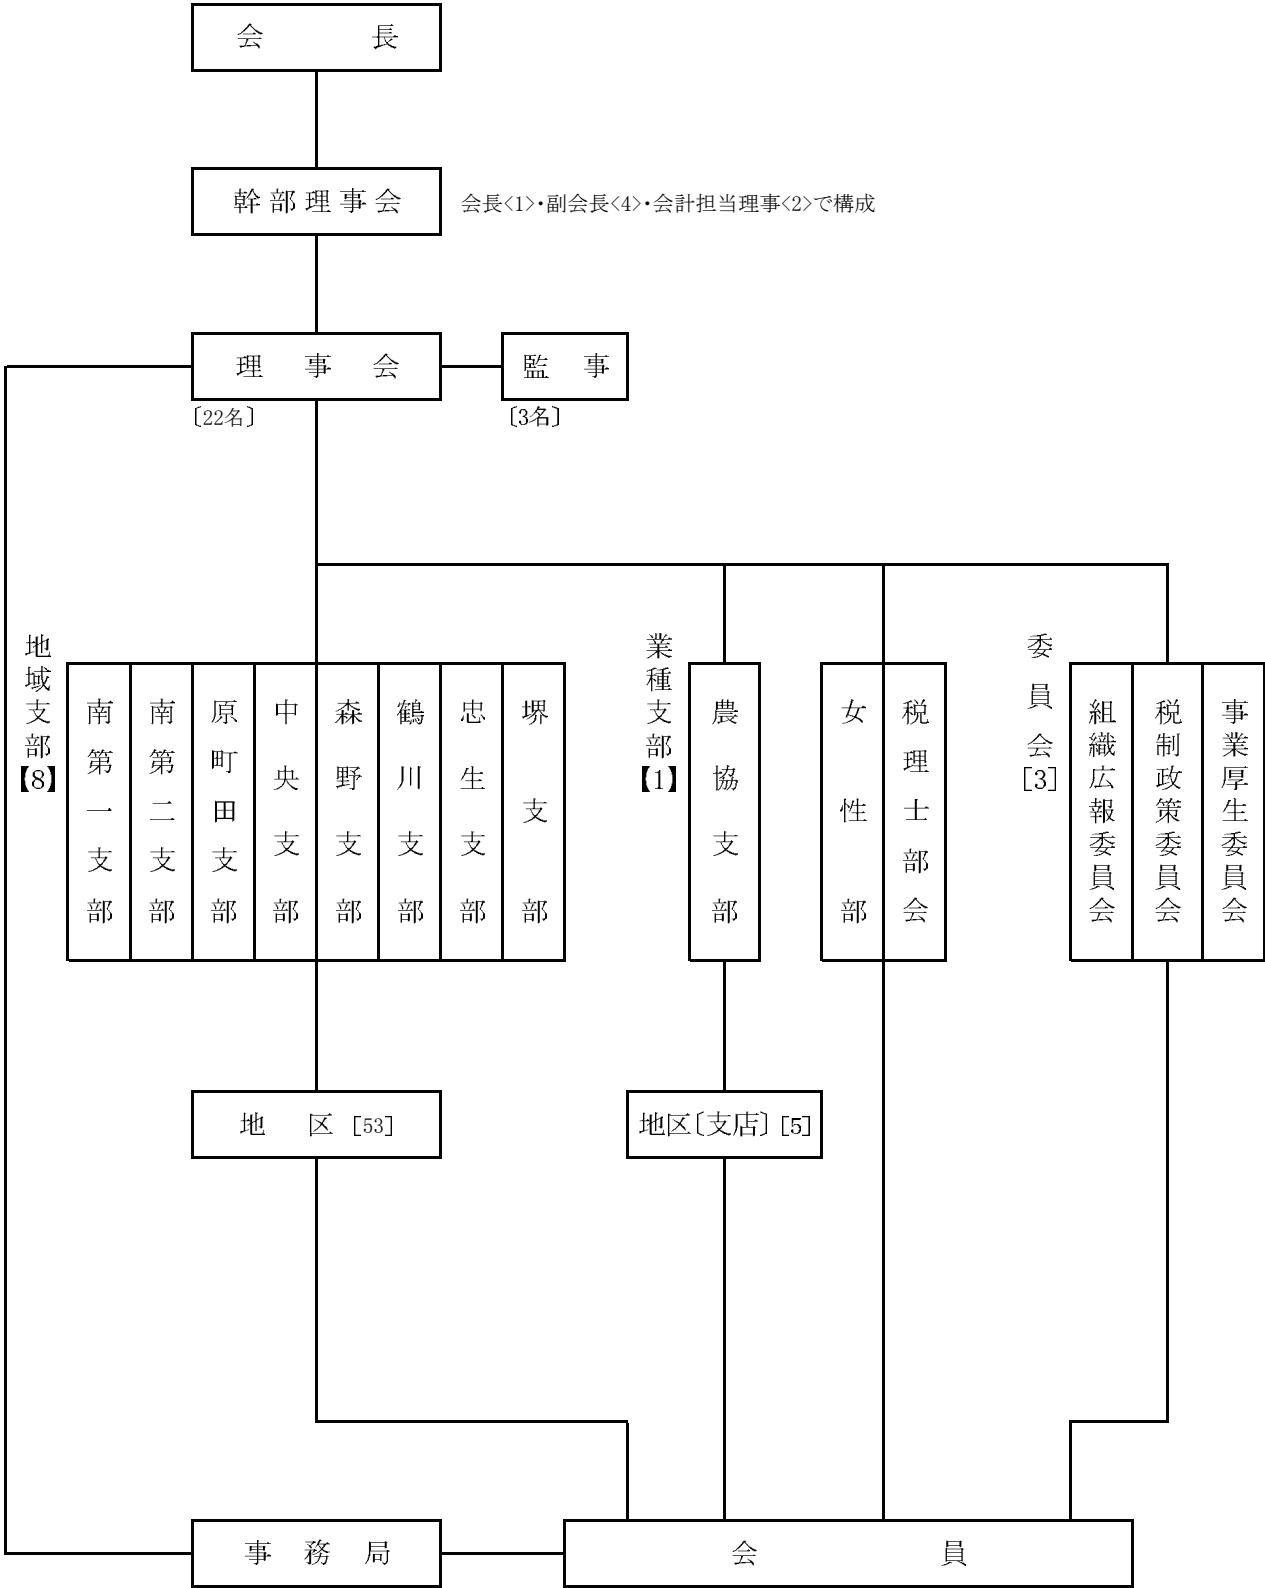 会長
幹部理事会
会長<1>・副会長<4>・会計担当理事<2>で構成
理事会
監事
〔22名〕
〔3名〕
地域支部【8】
南第一支部
南第二支部
原町田支部
中央支部
森野支部
鶴川支部
忠生支部
堺支部
業種支部【1】
農協支部
女性部
税理士部会
委員会[3]
組織広報委員会
税制政策委員会
事業厚生委員会
地区 [53]
地区〔支店〕[5]
事務局
会員